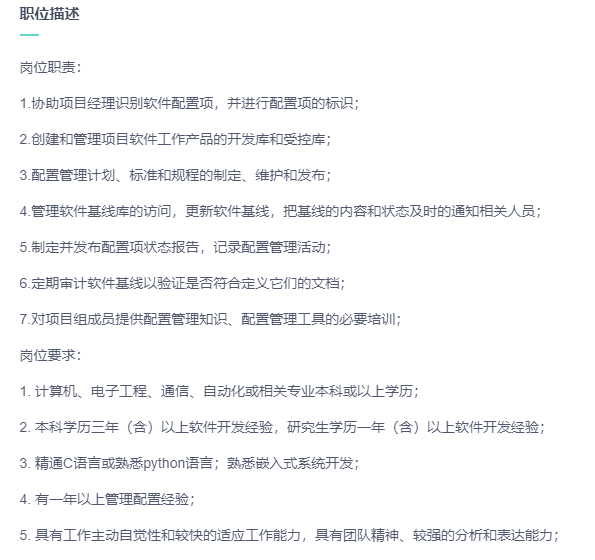 职位描述
岗位职责：
1.协助项目经理识别软件配置项，并进行配置项的标识；
2.创建和管理项目软件工作产品的开发库和受控库；
3.配置管理计划、标准和规程的制定、维护和发布；
4.管理软件基线库的访问，更新软件基线，把基线的内容和状态及时的通知相关人员；
5.制定并发布配置项状态报告，记录配置管理活动；
6.定期审计软件基线以验证是否符合定义它们的文档；
7.对项目组成员提供配置管理知识、配置管理工具的必要培训；
岗位要求：
1. 计算机、电子工程、通信、自动化或相关专业本科或以上学历；
2. 本科学历三年（含）以上软件开发经验，研究生学历一年（含）以上软件开发经验；
3. 精通C语言或熟悉python语言；熟悉嵌入式系统开发；
4. 有一年以上管理配置经验；
5. 具有工作主动自觉性和较快的适应工作能力，具有团队精神、较强的分析和表达能力；